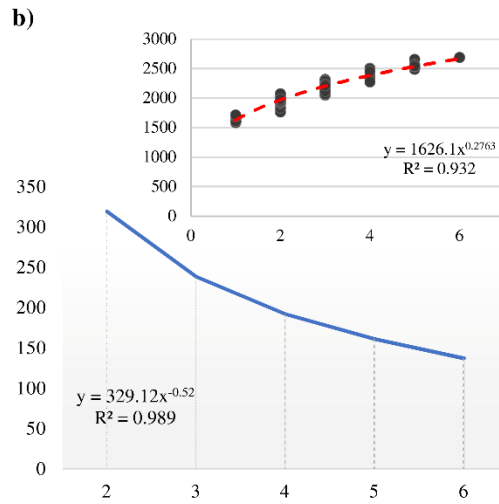 b)
3000
2500
2000
1500
1000
500
0
0 2 4 6
y = 1626.1x^0.2763
R² = 0.932
350
300
250
200
150
100
50
0
y = 329.12x^-0.52
R² = 0.989
2 3 4 5 6